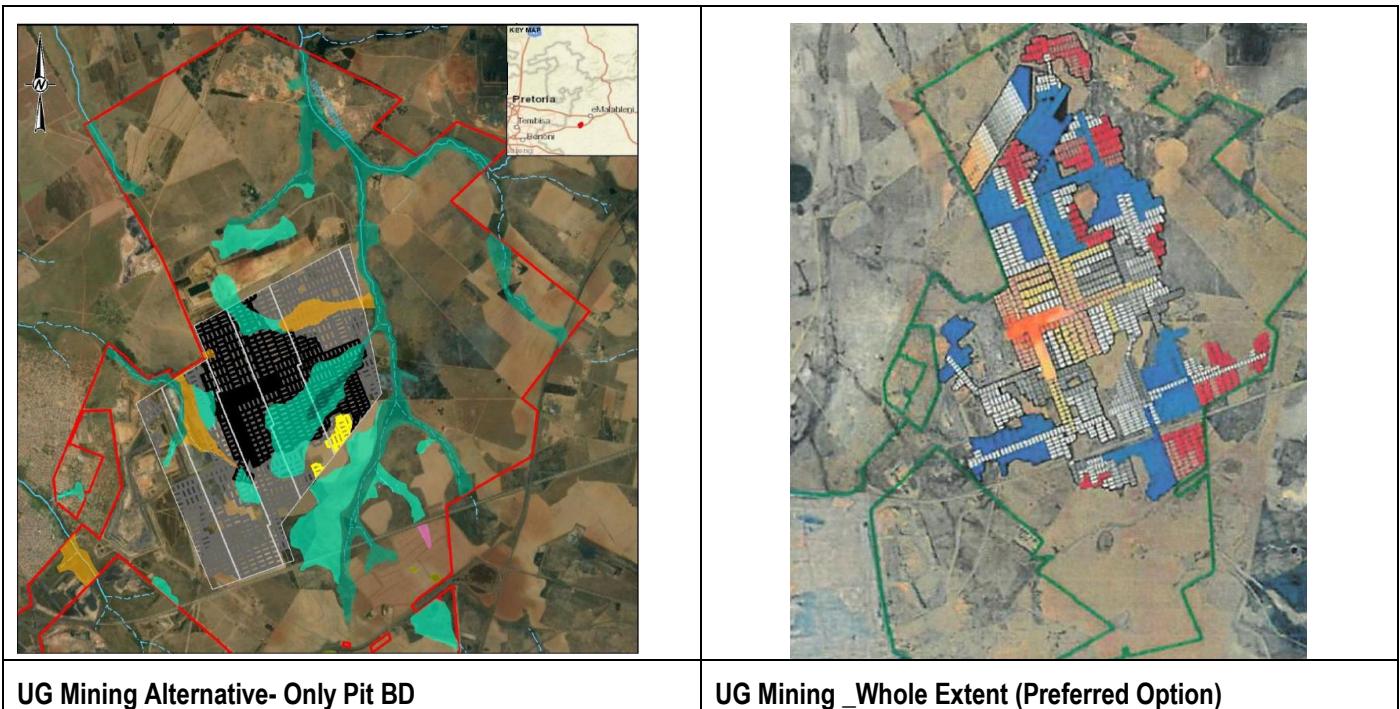 KEY MAP
Pretoria
eMalahleni
Tembisa
Benoni
N
UG Mining Alternative- Only Pit BD
UG Mining _Whole Extent (Preferred Option)